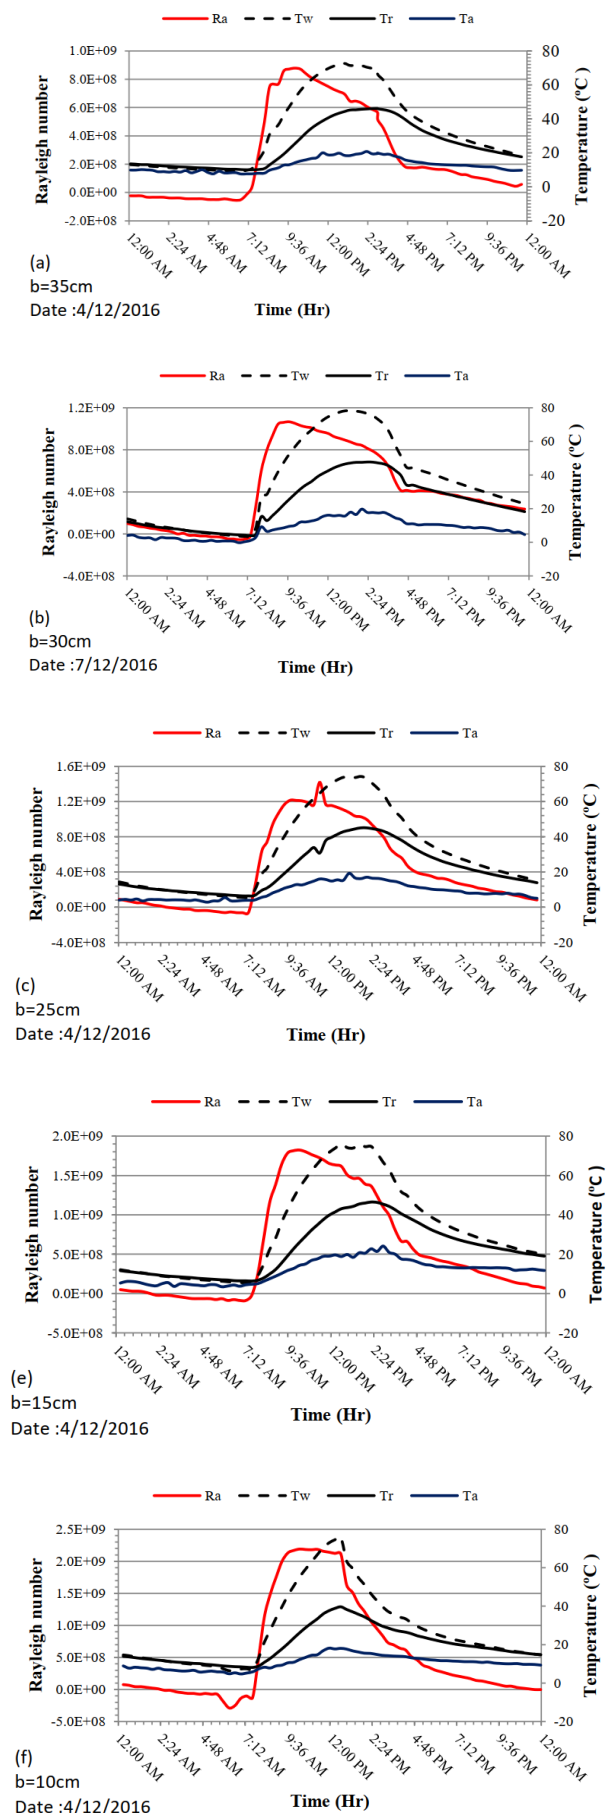 Ra Tw Tr Ta
1.0E+09 80
8.0E+08 60
6.0E+08 40
4.0E+08
2.0E+08 20
0.0E+00 0
-2.0E+08 -20
Rayleigh number
Temperature (ºC )
12:00 AM 2:24 AM 4:48 AM 7:12 AM 9:36 AM 12:00 PM 2:24 PM 4:48 PM 7:12 PM 9:36 PM 12:00 AM
(a)
b=35cm
Date :4/12/2016 Time (Hr)
Ra Tw Tr Ta
1.2E+09 80
60
8.0E+08 40
4.0E+08 20
0.0E+00 0
-4.0E+08 -20
Rayleigh number
Temperature (ºC )
12:00 AM 2:24 AM 4:48 AM 7:12 AM 9:36 AM 12:00 PM 2:24 PM 4:48 PM 7:12 PM 9:36 PM 12:00 AM
(b)
b=30cm
Date :7/12/2016 Time (Hr)
Ra Tw Tr Ta
1.6E+09 80
1.2E+09 60
8.0E+08 40
4.0E+08 20
0.0E+00 0
-4.0E+08 -20
Rayleigh number
Temperature (ºC )
12:00 AM 2:24 AM 4:48 AM 7:12 AM 9:36 AM 12:00 PM 2:24 PM 4:48 PM 7:12 PM 9:36 PM 12:00 AM
(c)
b=25cm
Date :4/12/2016 Time (Hr)
Ra Tw Tr Ta
2.0E+09 80
1.5E+09 60
1.0E+09 40
5.0E+08 20
0.0E+00 0
-5.0E+08 -20
Rayleigh number
Temperature (ºC )
12:00 AM 2:24 AM 4:48 AM 7:12 AM 9:36 AM 12:00 PM 2:24 PM 4:48 PM 7:12 PM 9:36 PM 12:00 AM
(e)
b=15cm
Date :4/12/2016 Time (Hr)
Ra Tw Tr Ta
2.5E+09 80
2.0E+09 60
1.5E+09 40
1.0E+09
5.0E+08 20
0.0E+00 0
-5.0E+08 -20
Rayleigh number
Temperature (ºC )
12:00 AM 2:24 AM 4:48 AM 7:12 AM 9:36 AM 12:00 PM 2:24 PM 4:48 PM 7:12 PM 9:36 PM 12:00 AM
(f)
b=10cm
Date :4/12/2016 Time (Hr)